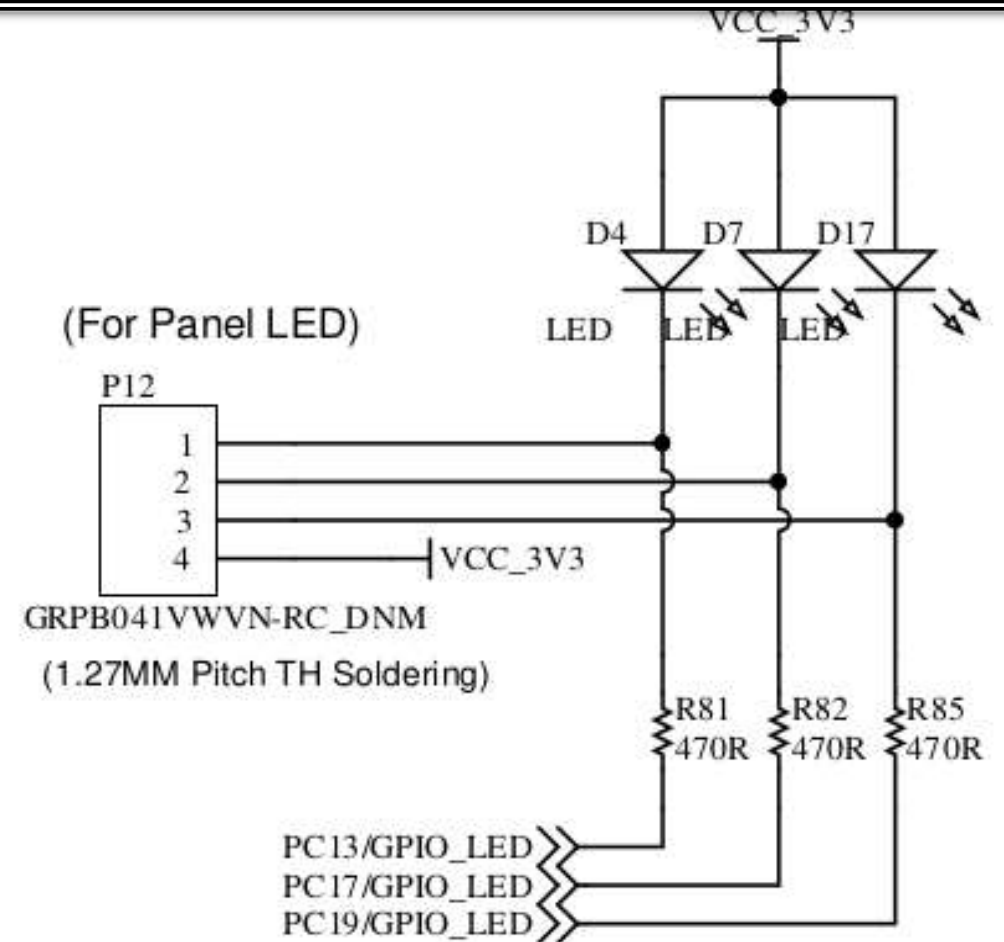 VCC_3V3
D4 D7 D17
LED LED LED
(For Panel LED)
P12
1
2
3
4
VCC_3V3
GRPB041VWVN-RC_DNM
(1.27MM Pitch TH Soldering)
R81 R82 R85
470R 470R 470R
PC13/GPIO_LED
PC17/GPIO_LED
PC19/GPIO_LED